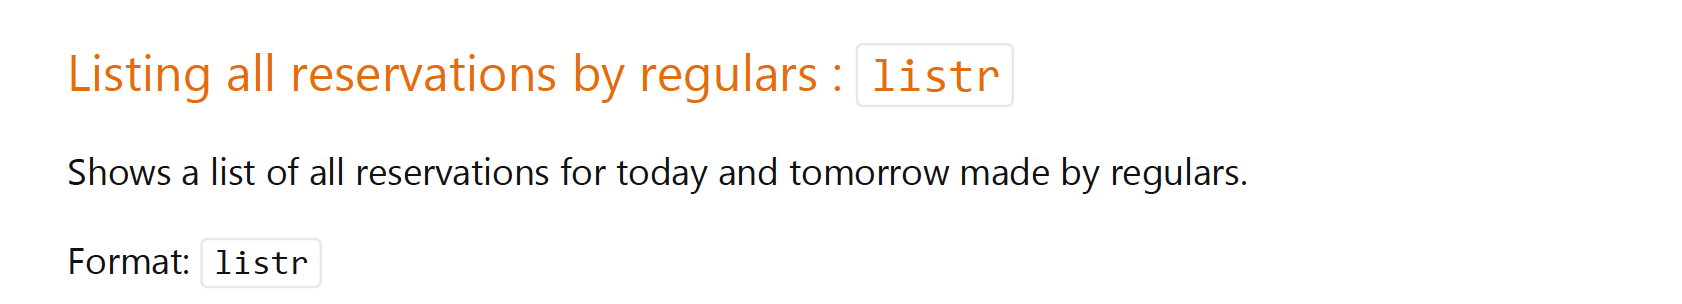 Listing all reservations by regulars : listr
Shows a list of all reservations for today and tomorrow made by regulars.
Format: listr